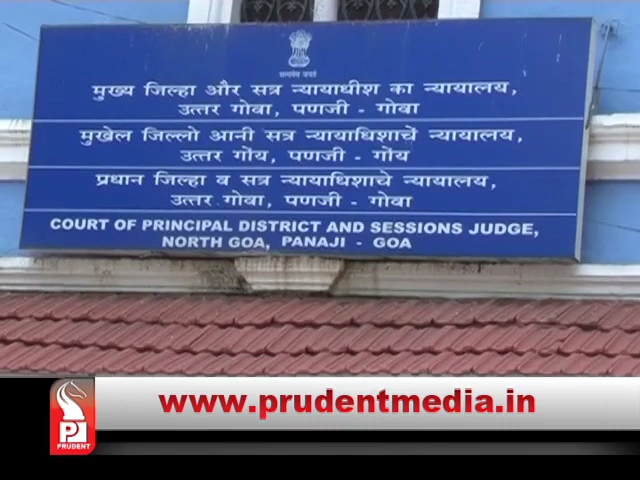 सत्यमेव जयते
मुख्य जिल्हा और सत्र न्यायाधीश का न्यायालय,
उत्तर गोवा, पणजी - गोवा
मुखेल जिल्लो आनी सत्र न्यायाधिशाचें न्यायालय,
उत्तर गोंय, पणजी - गोंय
प्रधान जिल्हा व सत्र न्यायाधिशाचे न्यायालय,
उत्तर गोवा, पणजी - गोवा
COURT OF PRINCIPAL DISTRICT AND SESSIONS JUDGE,
NORTH GOA, PANAJI - GOA
www.prudentmedia.in
P
PRUDENT